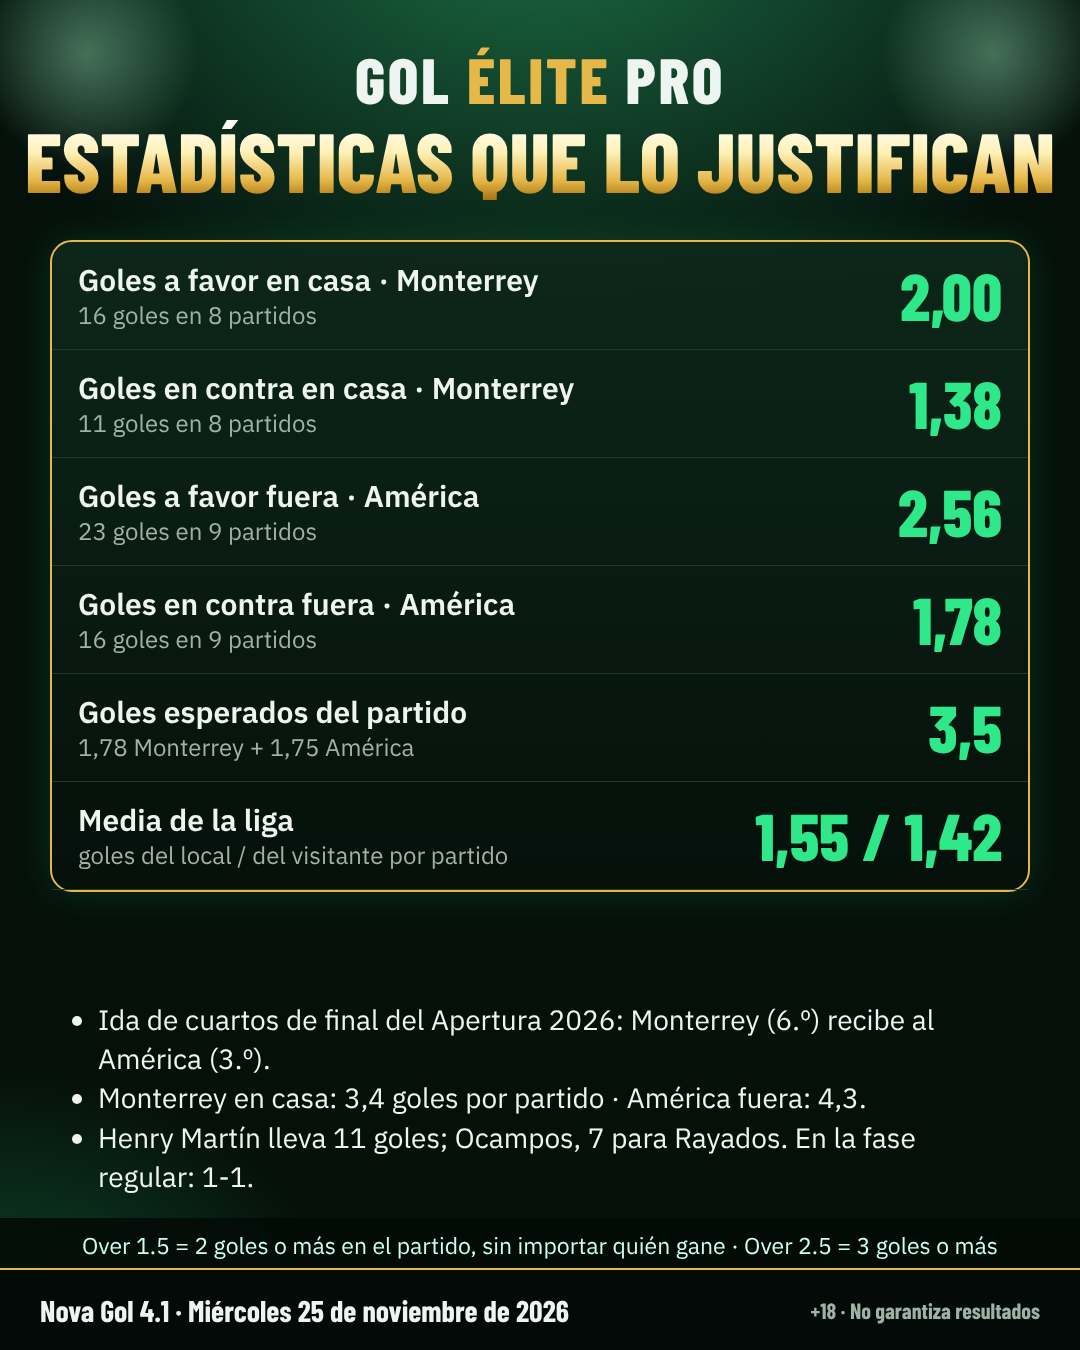 GOL ÉLITE PRO
ESTADÍSTICAS QUE LO JUSTIFICAN
Goles a favor en casa · Monterrey
16 goles en 8 partidos
2,00
Goles en contra en casa · Monterrey
11 goles en 8 partidos
1,38
Goles a favor fuera · América
23 goles en 9 partidos
2,56
Goles en contra fuera · América
16 goles en 9 partidos
1,78
Goles esperados del partido
1,78 Monterrey + 1,75 América
3,5
Media de la liga
goles del local / del visitante por partido
1,55 / 1,42
• Ida de cuartos de final del Apertura 2026: Monterrey (6.º) recibe al
América (3.º).
• Monterrey en casa: 3,4 goles por partido · América fuera: 4,3.
• Henry Martín lleva 11 goles; Ocampos, 7 para Rayados. En la fase
regular: 1-1.
Over 1.5 = 2 goles o más en el partido, sin importar quién gane · Over 2.5 = 3 goles o más
Nova Gol 4.1 · Miércoles 25 de noviembre de 2026
+18 · No garantiza resultados